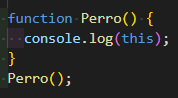 function Perro() {
  console.log(this);
}
Perro();